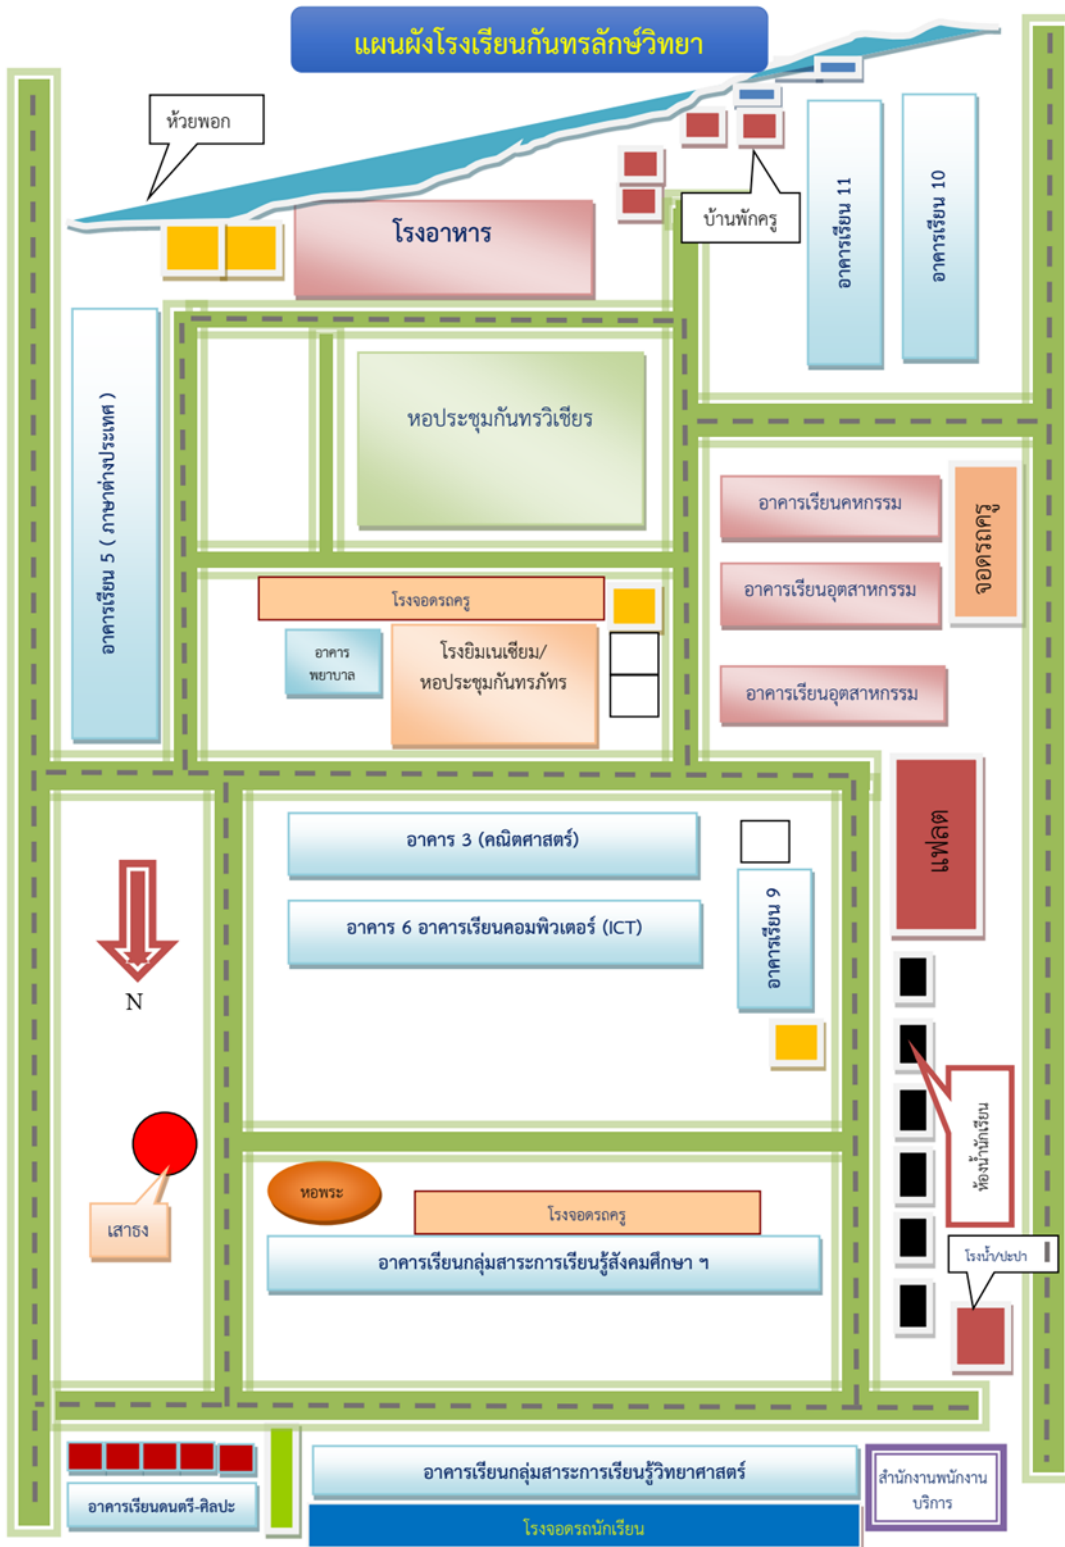 แผนผังโรงเรียนกันทรลักษ์วิทยา
ห้วยพอก
บ้านพักครู
อาคารเรียน 11
อาคารเรียน 10
โรงอาหาร
อาคารเรียน 5 ( ภาษาต่างประเทศ )
หอประชุมกันทรวิเชียร
อาคารเรียนคหกรรม
จอดรถครู
อาคารเรียนอุตสาหกรรม
โรงจอดรถครู
อาคาร
พยาบาล
โรงยิมเนเซียม/
หอประชุมกันทรภัทร
อาคารเรียนอุตสาหกรรม
แฟลต
อาคาร 3 (คณิตศาสตร์)
อาคาร 6 อาคารเรียนคอมพิวเตอร์ (ICT)
อาคารเรียน 9
N
ห้องน้ำนักเรียน
หอพระ
โรงจอดรถครู
เสาธง
อาคารเรียนกลุ่มสาระการเรียนรู้สังคมศึกษา ฯ
โรงน้ำ/ปะปา
อาคารเรียนกลุ่มสาระการเรียนรู้วิทยาศาสตร์
สำนักงานพนักงาน
บริการ
อาคารเรียนดนตรี-ศิลปะ
โรงจอดรถนักเรียน